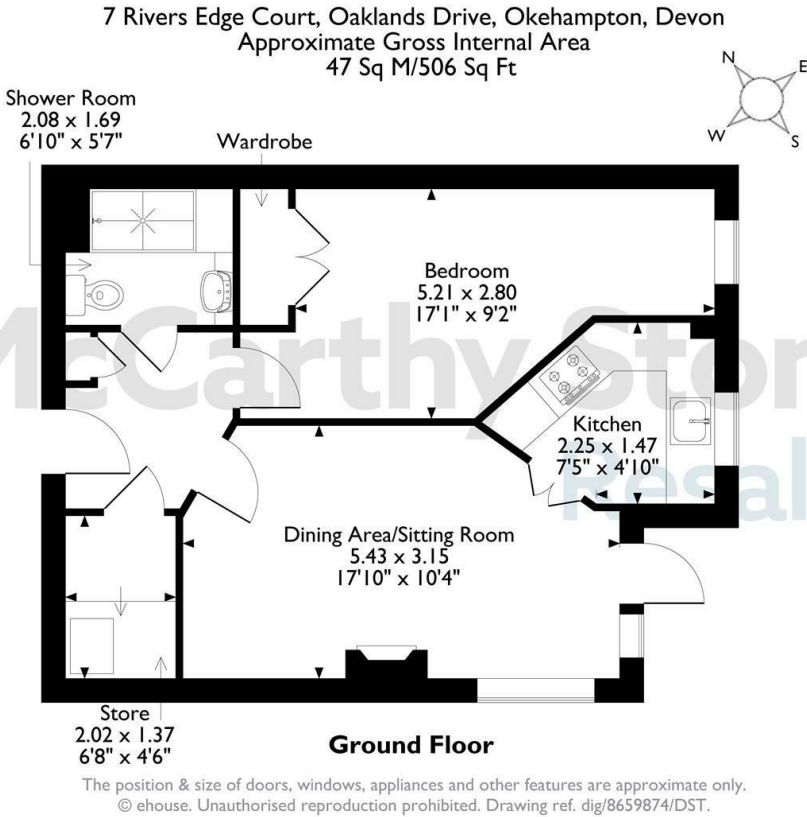 7 Rivers Edge Court, Oaklands Drive, Okehampton, Devon
Approximate Gross Internal Area
47 Sq M/506 Sq Ft
N
E
W
S
Shower Room
2.08 x 1.69
6'10" x 5'7"
Wardrobe
Bedroom
5.21 x 2.80
17'1" x 9'2"
McCarthy Stone
Kitchen
2.25 x 1.47
7'5" x 4'10"
Resal
Dining Area/Sitting Room
5.43 x 3.15
17'10" x 10'4"
Store
2.02 x 1.37
6'8" x 4'6"
Ground Floor
The position & size of doors, windows, appliances and other features are approximate only.
© ehouse. Unauthorised reproduction prohibited. Drawing ref. dig/8659874/DST.